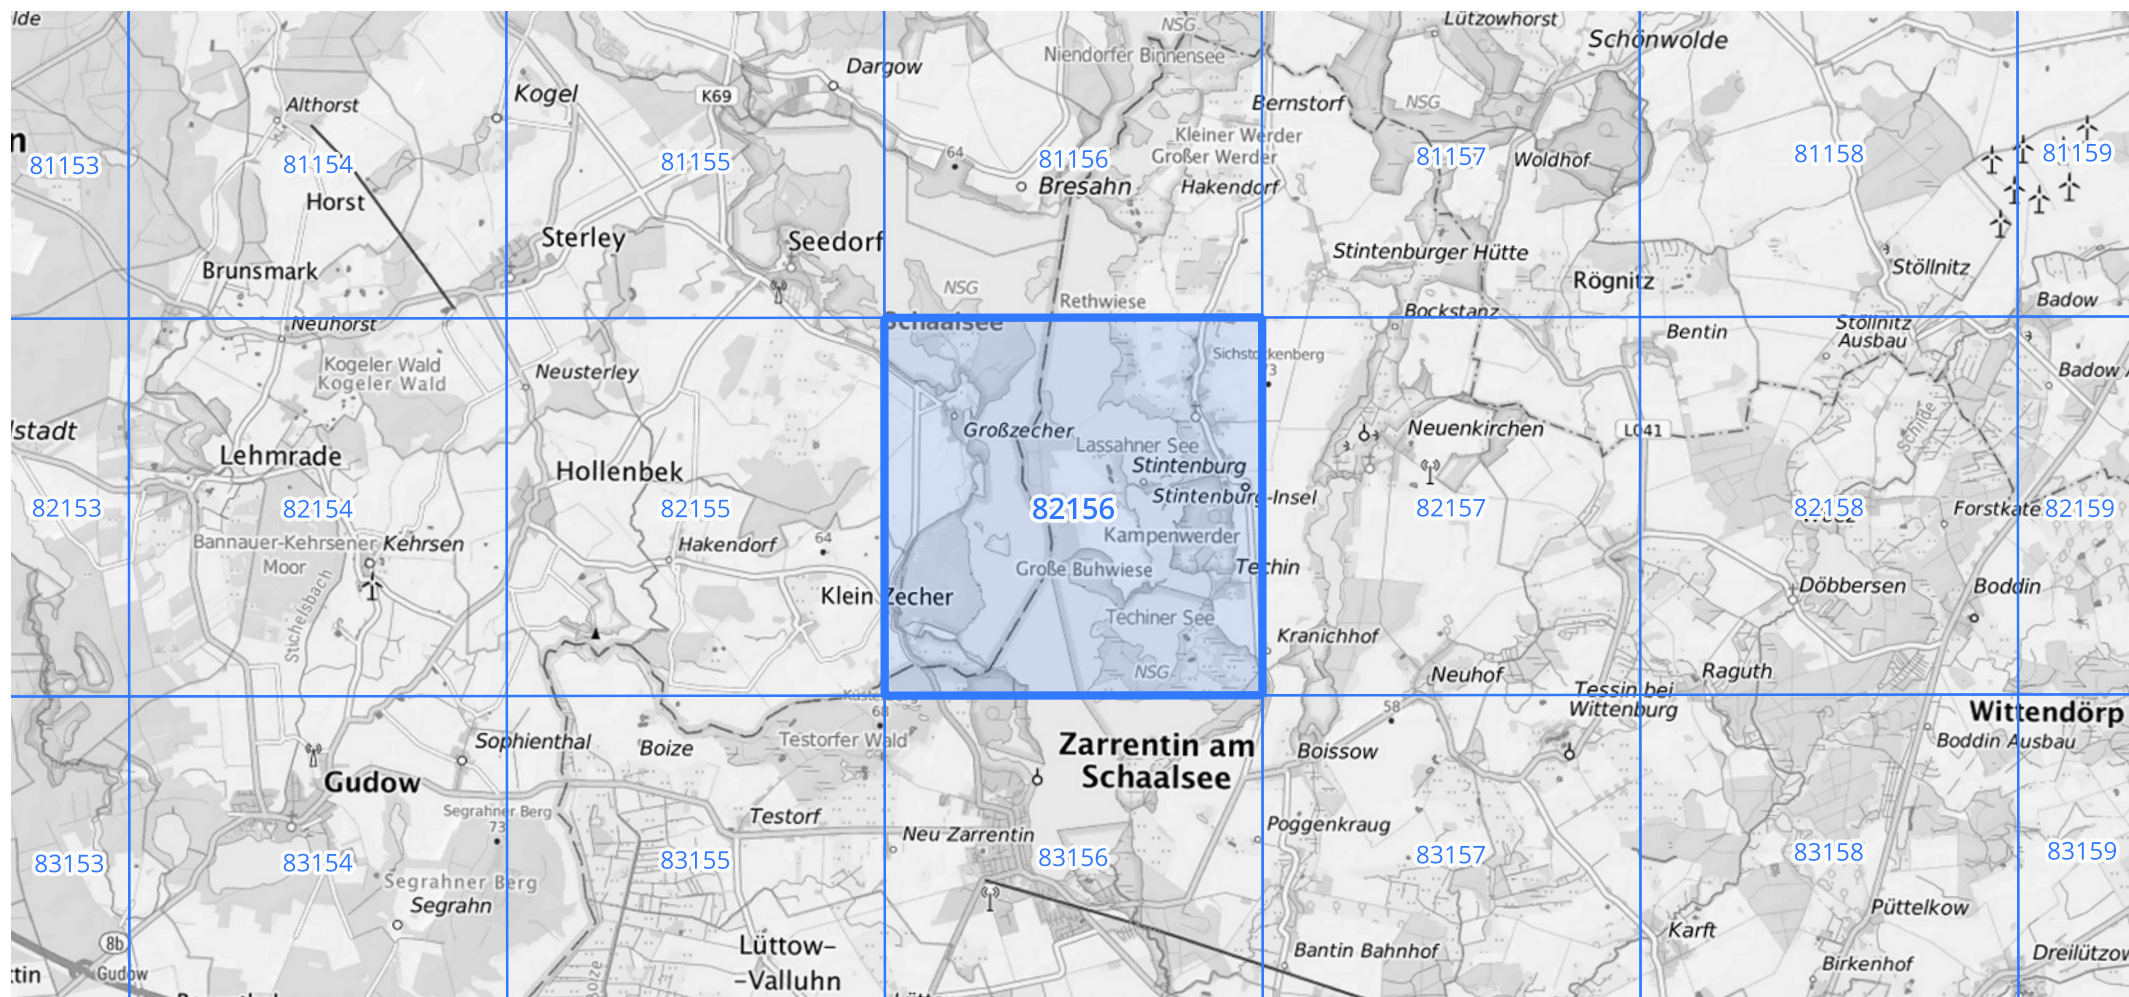 lde
Dargow
Niendorfer Binnensee
NSG
Lützowhorst
Schönwolde
Althorst
Kogel
K69
Bernstorf
NSG
n
81153
81154
81155
64
81156
Kleiner Werder
Großer Werder
81157
Woldhof
81158
81159
Horst
Bresahn
Hakendorf
Brunsmark
Sterley
Seedorf
Stintenburger Hütte
Rögnitz
Stöllnitz
NSG
Rethwiese
Badow
Neuhorst
Schaalsee
Bockstanz
Bentin
Stöllnitz
Ausbau
Kogeler Wald
Kogeler Wald
Neusterley
Sichstockenberg
73
Badow
lstadt
Lehmrade
Hollenbek
Großzecher
Lassahner See
Stintenburg
Stintenburg-Insel
Neuenkirchen
L041
Schilde
82153
82154
82155
82156
82157
82158
Forstkate
82159
Bannauer-Kehrsener
Moor
Kehrsen
Hakendorf
64
Kampenwerder
Große Buhwiese
Techin
Döbbersen
Boddin
Stichelsbach
Klein Zecher
Techiner See
NSG
Kranichhof
Neuhof
Raguth
Tessin bei
Wittenburg
68
58
Wittendörp
Boddin Ausbau
Sophienthal
Boize
Testorfer Wald
Zarrentin am
Schaalsee
Boissow
Gudow
Segrahner Berg
73
Testorf
Neu Zarrentin
Poggenkraug
83153
83154
83155
83156
83157
83158
83159
Segrahner Berg
Segrahn
Püttelkow
Karft
8b
Gudow
ttin
Lüttow-
-Valluhn
Boize
Bantin Bahnhof
Birkenhof
Dreilützow